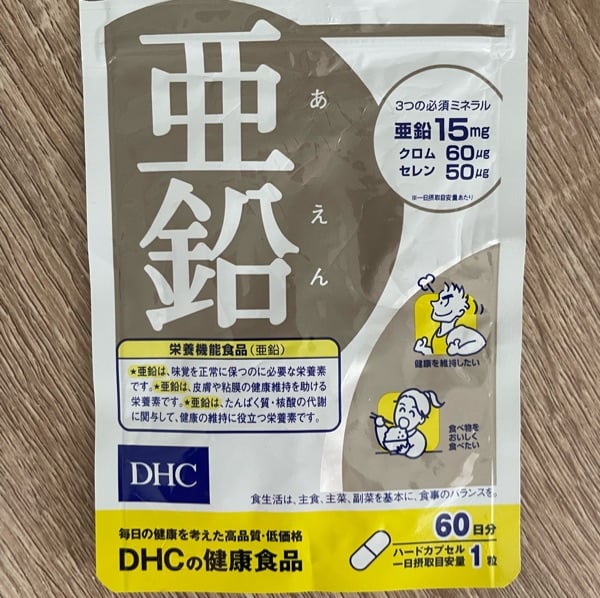 亜鉛
あえん
3つの必須ミネラル
亜鉛 15mg
クロム 60μg
セレン 50μg
※一日摂取目安量あたり
健康を維持したい
食べ物を
おいしく
食べたい
栄養機能食品(亜鉛)
★亜鉛は、味覚を正常に保つのに必要な栄養素
です。★亜鉛は、皮膚や粘膜の健康維持を助ける
栄養素です。★亜鉛は、たんぱく質・核酸の代謝
に関与して、健康の維持に役立つ栄養素です。
DHC
食生活は、主食、主菜、副菜を基本に、食事のバランスを。
毎日の健康を考えた高品質・低価格
DHCの健康食品
60日分
ハードカプセル
一日摂取目安量 1粒